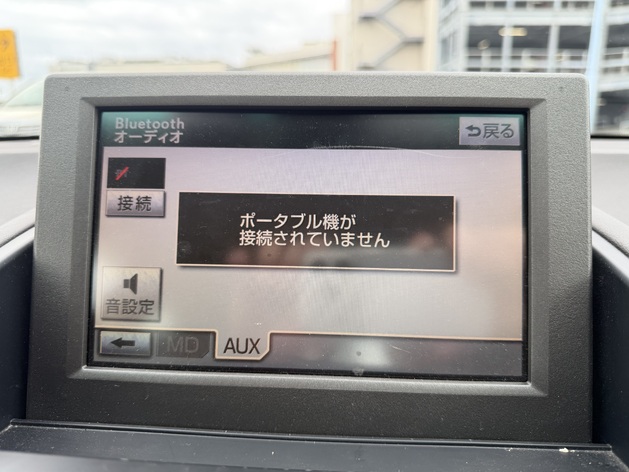 Bluetooth
オーディオ
戻る
接続
ポータブル機が
接続されていません
音設定
MD
AUX